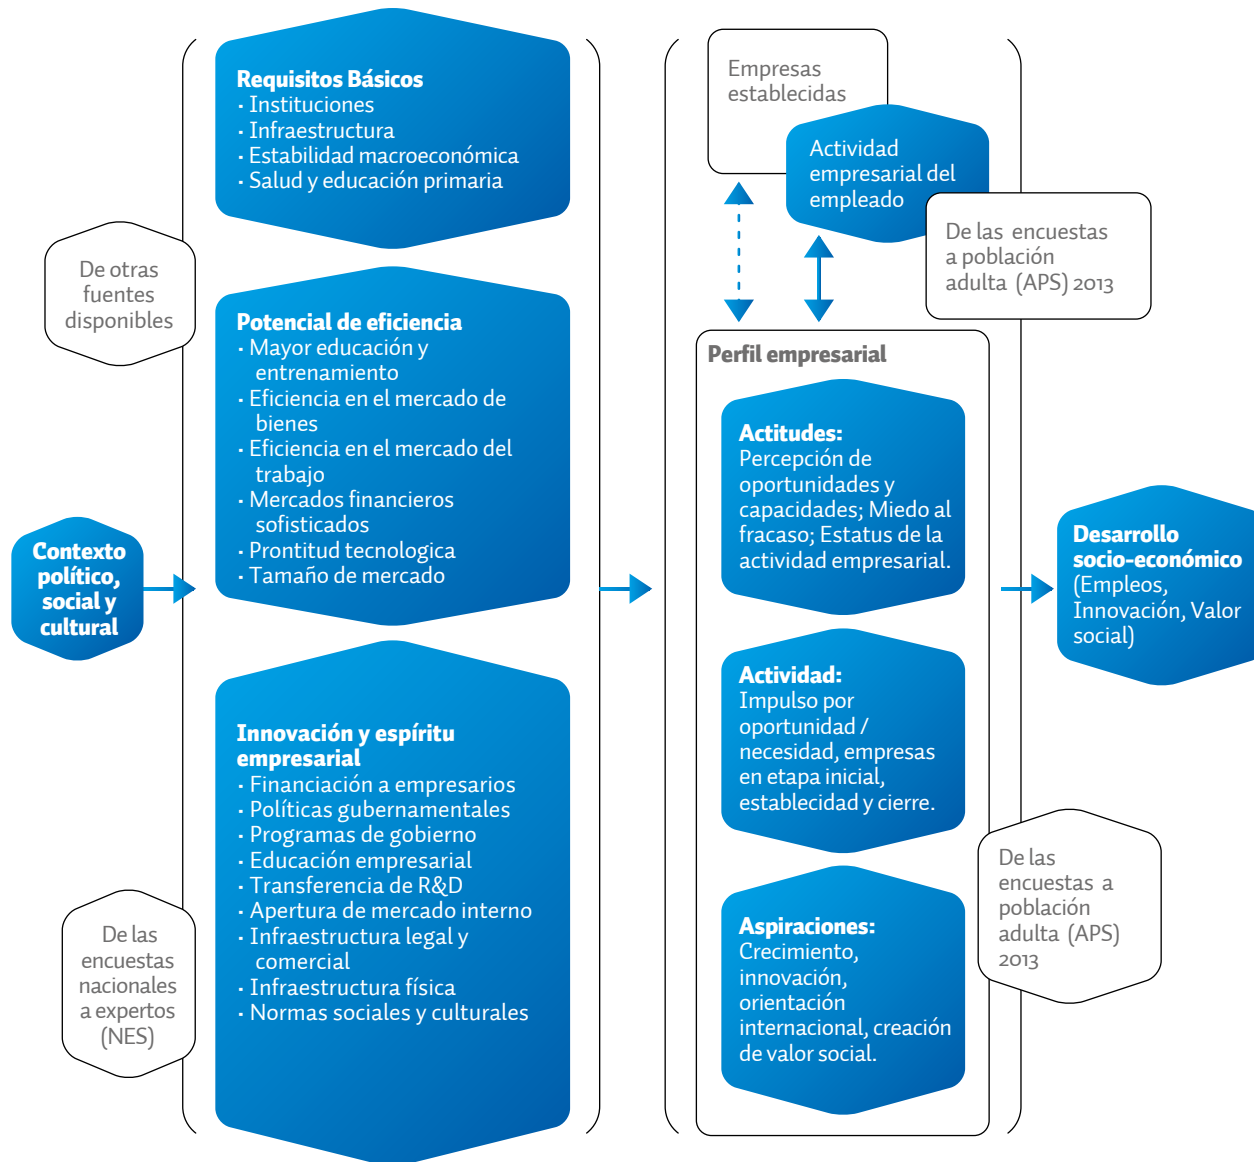 Requisitos Básicos
· Instituciones
· Infraestructura
· Estabilidad macroeconómica
· Salud y educación primaria
De otras
fuentes
disponibles
Potencial de eficiencia
· Mayor educación y
entrenamiento
· Eficiencia en el mercado de
bienes
· Eficiencia en el mercado del
trabajo
· Mercados financieros
sofisticados
· Prontitud tecnologica
· Tamaño de mercado
Contexto
político,
social y
cultural
Innovación y espíritu
empresarial
· Financiación a empresarios
· Políticas gubernamentales
· Programas de gobierno
· Educación empresarial
· Transferencia de R&D
· Apertura de mercado interno
· Infraestructura legal y
comercial
· Infraestructura física
· Normas sociales y culturales
De las
encuestas
nacionales
a expertos
(NES)
Empresas
establecidas
Actividad
empresarial del
empleado
De las encuestas
a población
adulta (APS) 2013
Perfil empresarial
Actitudes:
Percepción de
oportunidades y
capacidades; Miedo al
fracaso; Estatus de la
actividad empresarial.
Actividad:
Impulso por
oportunidad /
necesidad, empresas
en etapa inicial,
establecidad y cierre.
Aspiraciones:
Crecimiento,
innovación,
orientación
internacional, creación
de valor social.
De las
encuestas a
población
adulta (APS)
2013
Desarrollo
socio-económico
(Empleos,
Innovación, Valor
social)